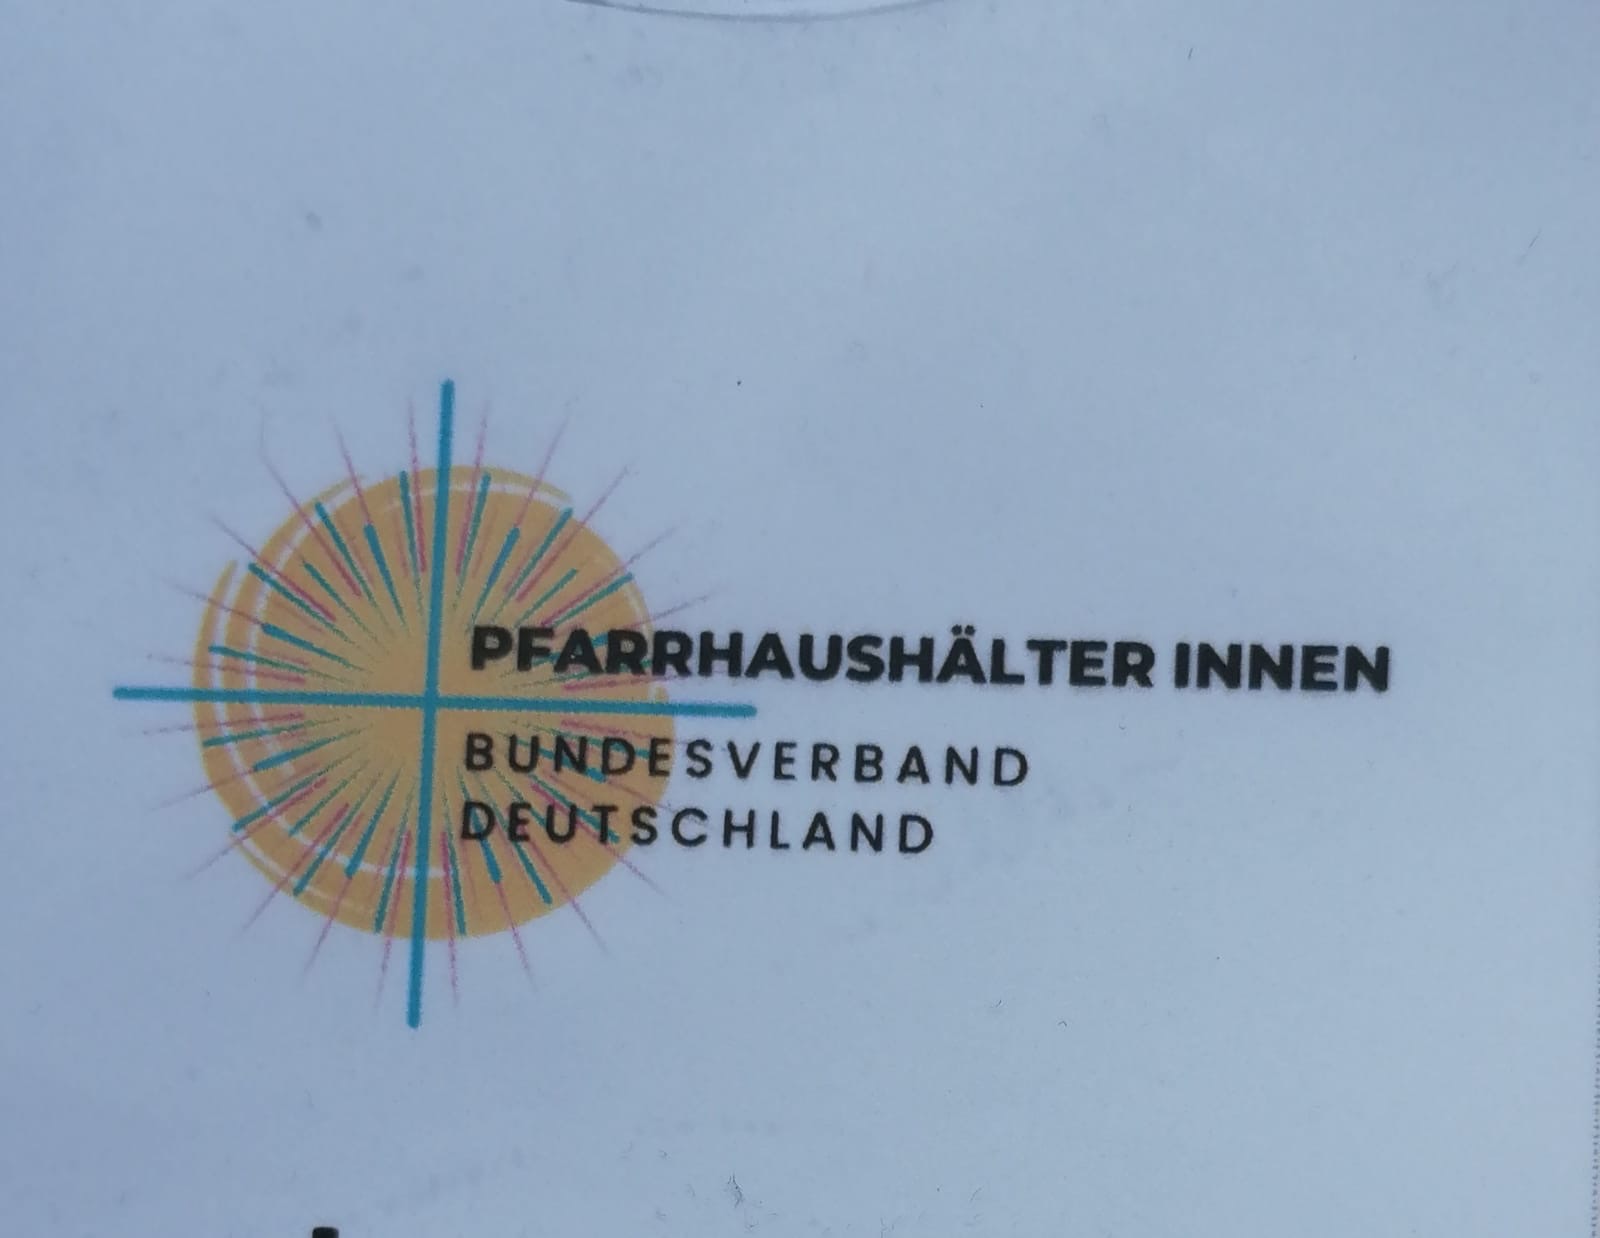 PFARRHAUSHÄLTER INNEN
BUNDESVERBAND
DEUTSCHLAND